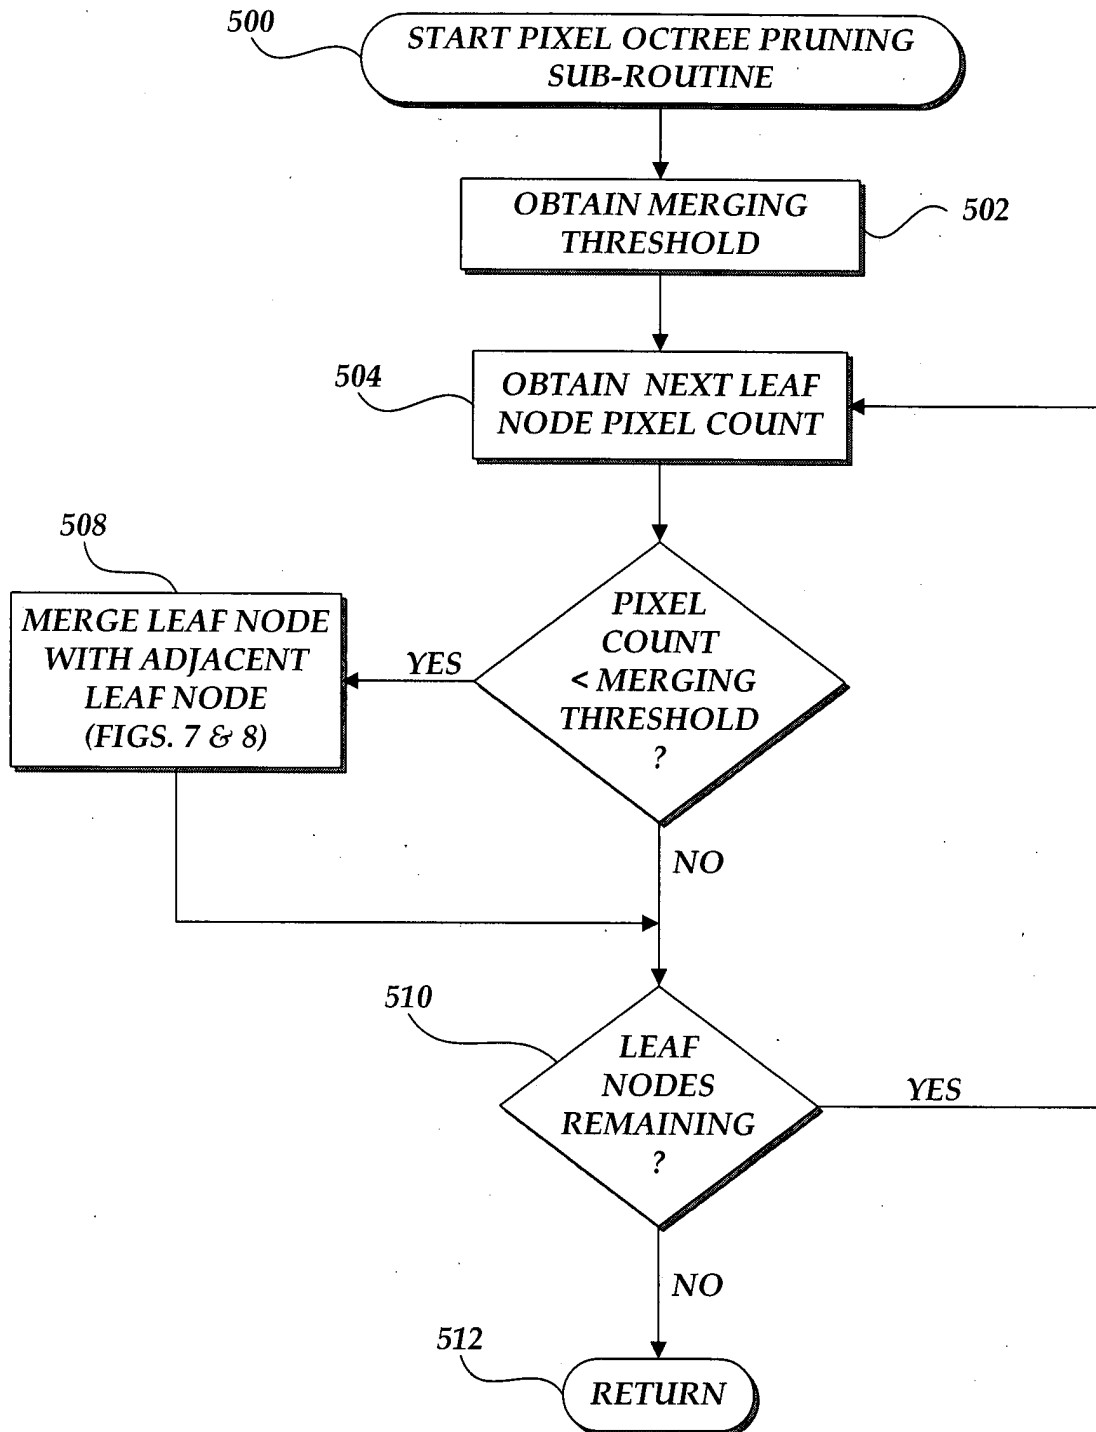 500
START PIXEL OCTREE PRUNING
SUB-ROUTINE
OBTAIN MERGING
THRESHOLD
502
504
OBTAIN NEXT LEAF
NODE PIXEL COUNT
508
MERGE LEAF NODE
WITH ADJACENT
LEAF NODE
(FIGS. 7 & 8)
YES
PIXEL
COUNT
< MERGING
THRESHOLD
?
NO
510
LEAF
NODES
REMAINING
?
YES
NO
512
RETURN